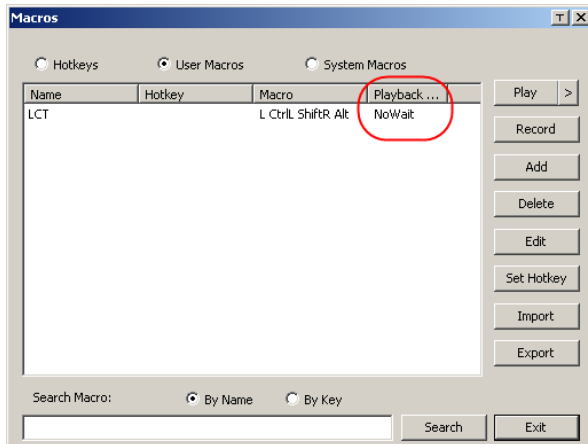 Macros
Hotkeys User Macros System Macros
Name Hotkey Macro Playback ... Play >
LCT L CtrlL ShiftR Alt NoWait
Record
Add
Delete
Edit
Set Hotkey
Import
Export
Search Macro: By Name By Key
Search Exit